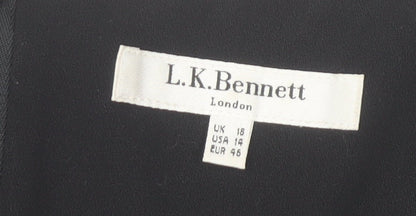 L.K.Bennett
London
UK 18
USA 14
EUR 46